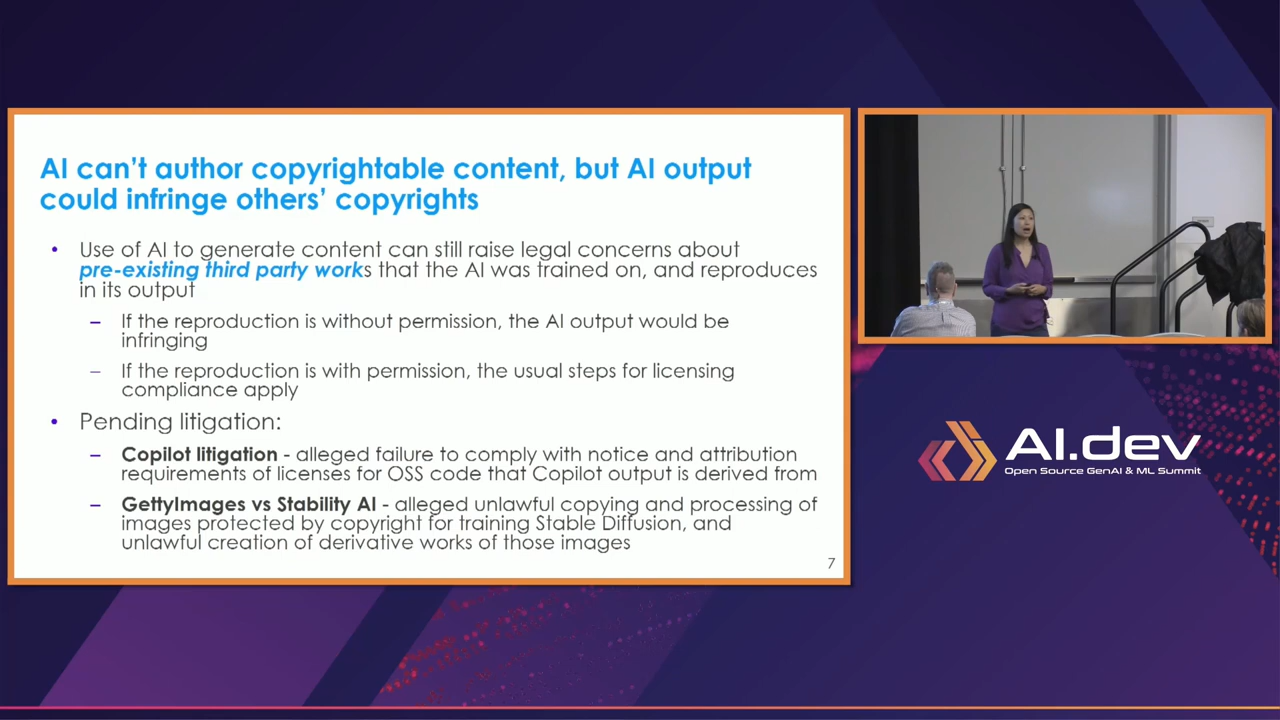 AI can’t author copyrightable content, but AI output
could infringe others’ copyrights
• Use of AI to generate content can still raise legal concerns about
pre-existing third party works that the AI was trained on, and reproduces
in its output
– If the reproduction is without permission, the AI output would be
infringing
– If the reproduction is with permission, the usual steps for licensing
compliance apply
• Pending litigation:
– Copilot litigation - alleged failure to comply with notice and attribution
requirements of licenses for OSS code that Copilot output is derived from
– GettyImages vs Stability AI - alleged unlawful copying and processing of
images protected by copyright for training Stable Diffusion, and
unlawful creation of derivative works of those images
7
AI.dev
Open Source GenAI & ML Summit